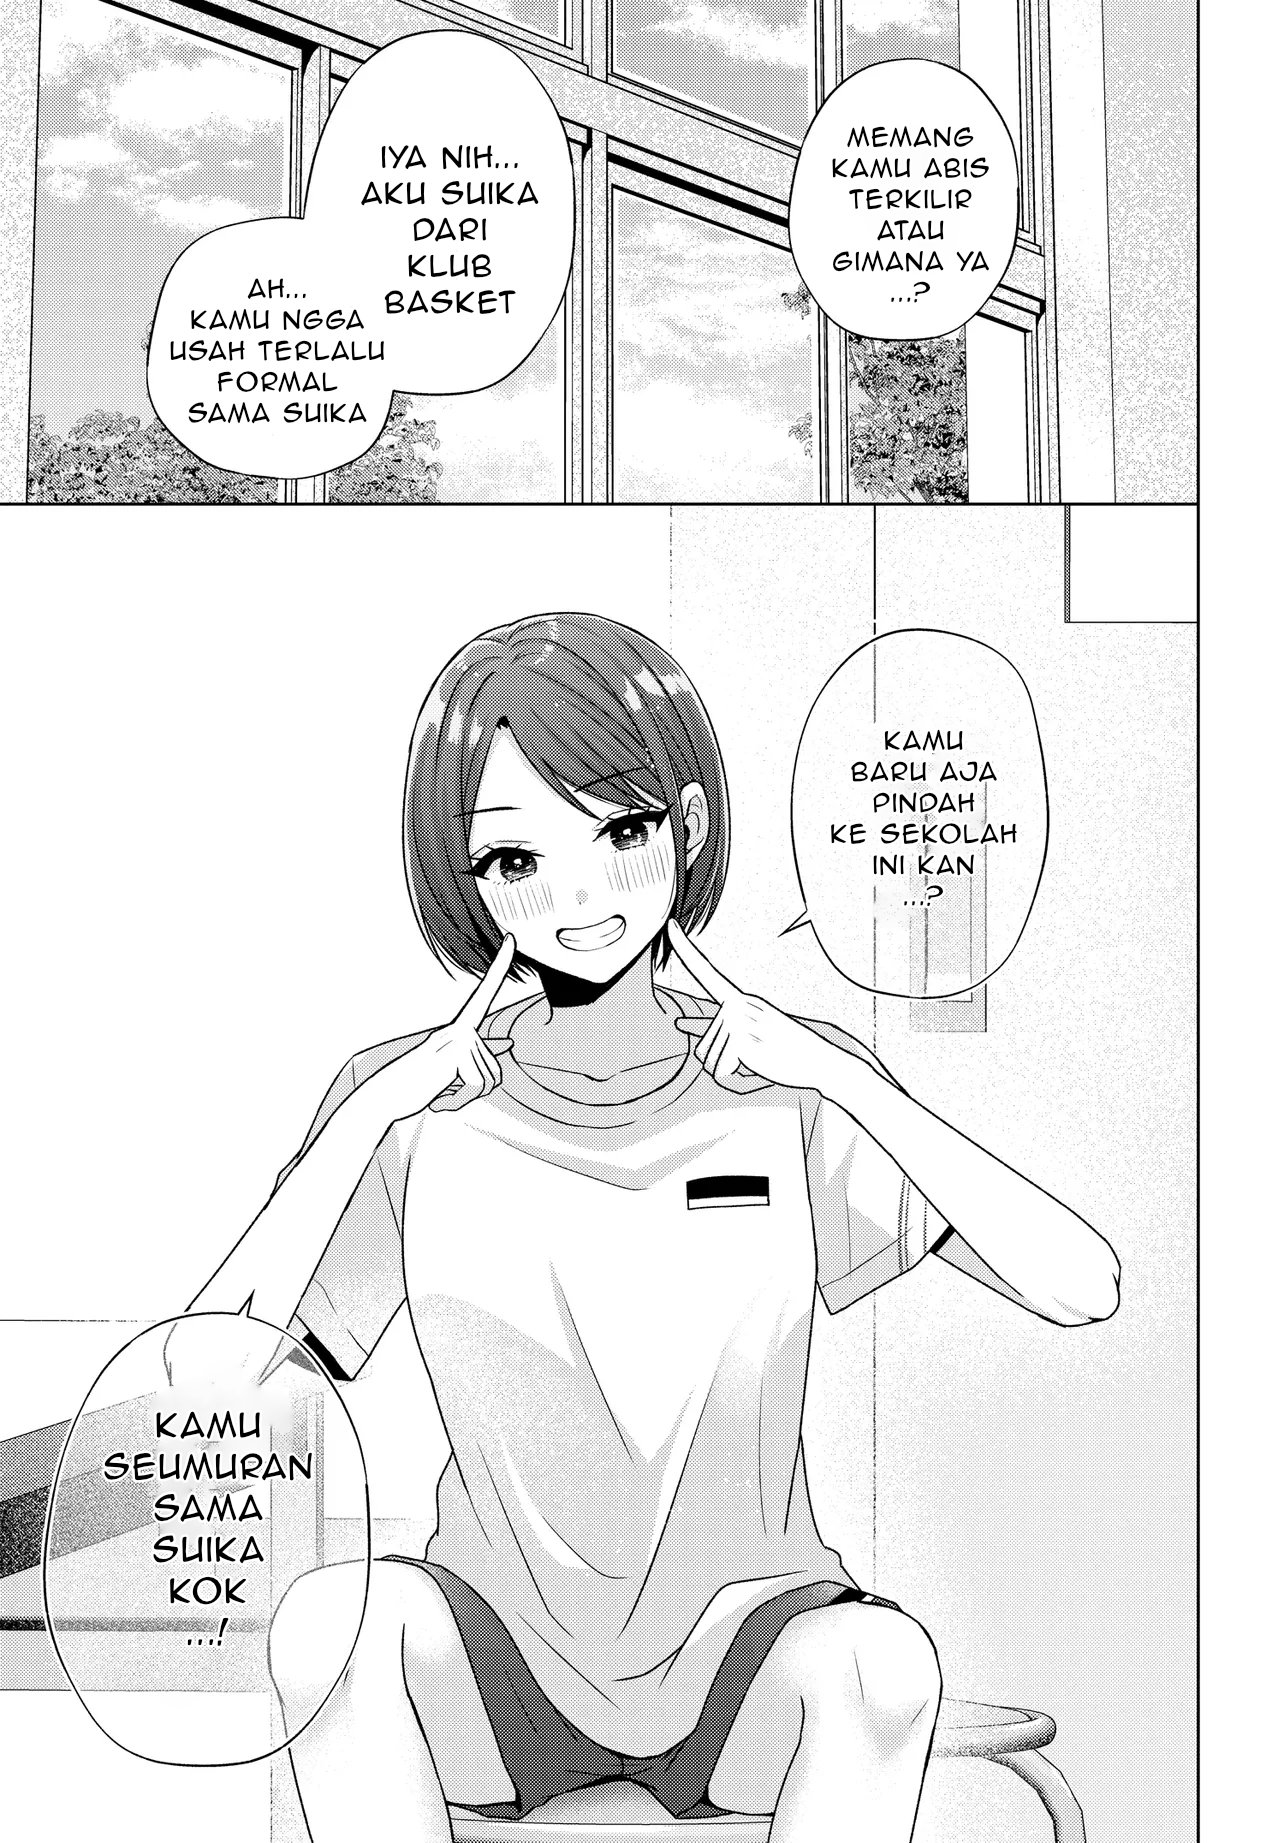 MEMANG
KAMU ABIS
TERKILIR
ATAU
GIMANA YA
...?
IYA NIH...
AKU SUIKA
DARI
KLUB
BASKET
AH...
KAMU NGGA
USAH TERLALU
FORMAL
SAMA SUIKA
KAMU
BARU AJA
PINDAH
KE SEKOLAH
INI KAN
...?
KAMU
SEUMURAN
SAMA
SUIKA
KOK
...!